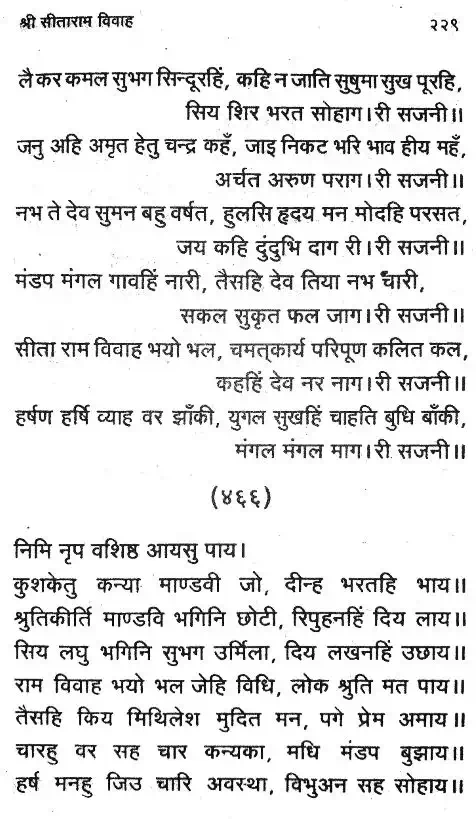 श्री सीताराम विवाह
२२९
लै कर कमल सुभग सिन्दूरहिं, कहि न जाति सुषुमा सुख पूरहि,
सिय शिर भरत सोहाग।री सजनी॥
जनु अहि अमृत हेतु चन्द्र कहँ, जाइ निकट भरि भाव हीय महँ,
अर्चत अरुण पराग।री सजनी॥
नभ ते देव सुमन बहु वर्षत, हुलसि हृदय मन मोदहि परसत,
जय कहि दुंदुभि दाग री।री सजनी॥
मंडप मंगल गावहिं नारी, तैसहि देव तिया नभ चारी,
सकल सुकृत फल जाग।री सजनी॥
सीता राम विवाह भयो भल, चमत्कार्य परिपूण कलित कल,
कहहिं देव नर नाग।री सजनी॥
हर्षण हर्षि व्याह वर झाँकी, युगल सुखहिं चाहति बुधि बाँकी,
मंगल मंगल माग।री सजनी॥
(४६६)
निमि नृप वशिष्ठ आयसु पाय।
कुशकेतु कन्या माण्डवी जो, दीन्ह भरतहि भाय॥
श्रुतिकीर्ति माण्डवि भगिनि छोटी, रिपुहनहिं दिय लाय॥
सिय लघु भगिनि सुभग उर्मिला, दिय लखनहिं उछाय॥
राम विवाह भयो भल जेहि विधि, लोक श्रुति मत पाय॥
तैसहि किय मिथिलेश मुदित मन, पगे प्रेम अमाय॥
चारहु वर सह चार कन्यका, मधि मंडप बुझाय॥
हर्ष मनहु जिउ चारि अवस्था, विभुअन सह सोहाय॥